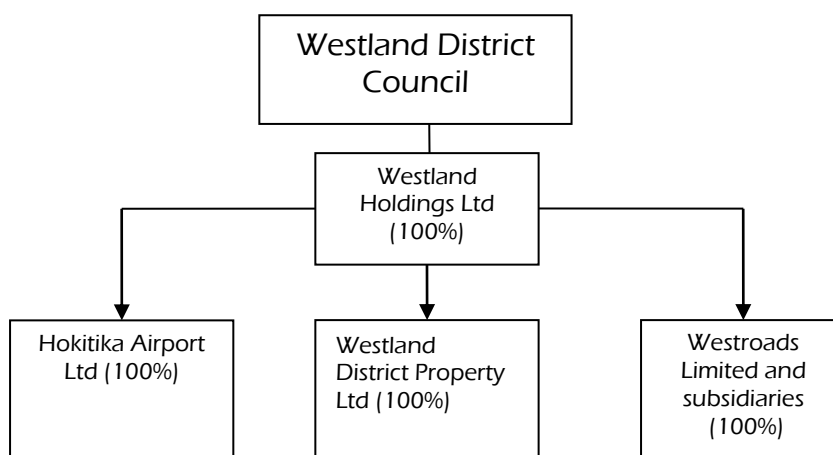 Westland District
Council
Westland
Holdings Ltd
(100%)
Hokitika Airport
Ltd (100%)
Westland
District Property
Ltd (100%)
Westroads
Limited and
subsidiaries
(100%)